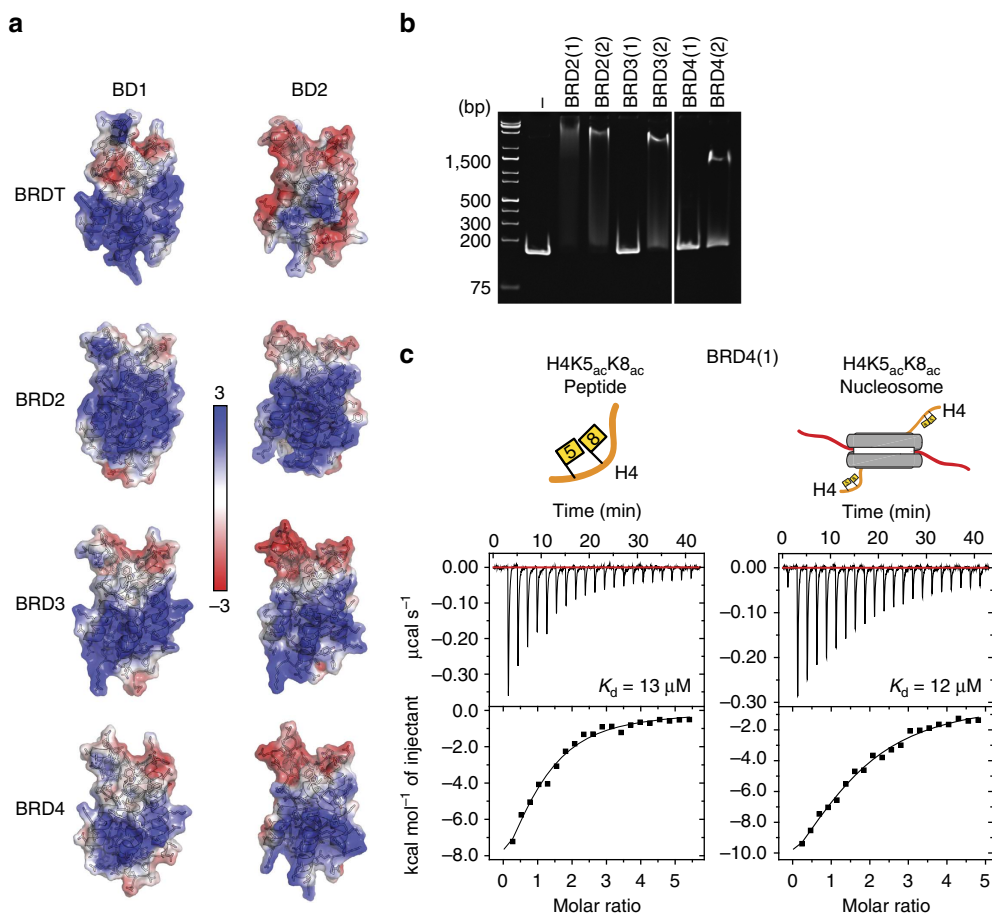 a
BD1
BD2
BRDT
BRD2
BRD3
BRD4
3
−3
b
(bp)
–
BRD2(1)
BRD2(2)
BRD3(1)
BRD3(2)
BRD4(1)
BRD4(2)
1,500
500
300
200
75
c
BRD4(1)
H4K5acK8ac
Peptide
5
8
H4
Time (min)
0 10 20 30 40
0.00
−0.10
−0.20
−0.30
μcal s−1
Kd = 13 μM
0.0
−2.0
−4.0
−6.0
−8.0
kcal mol−1 of injectant
0 1 2 3 4 5
Molar ratio
H4K5acK8ac
Nucleosome
H4
H4
Time (min)
0 10 20 30 40
0.00
−0.10
−0.20
−0.30
Kd = 12 μM
−2.0
−4.0
−6.0
−8.0
−10.0
0 1 2 3 4 5
Molar ratio